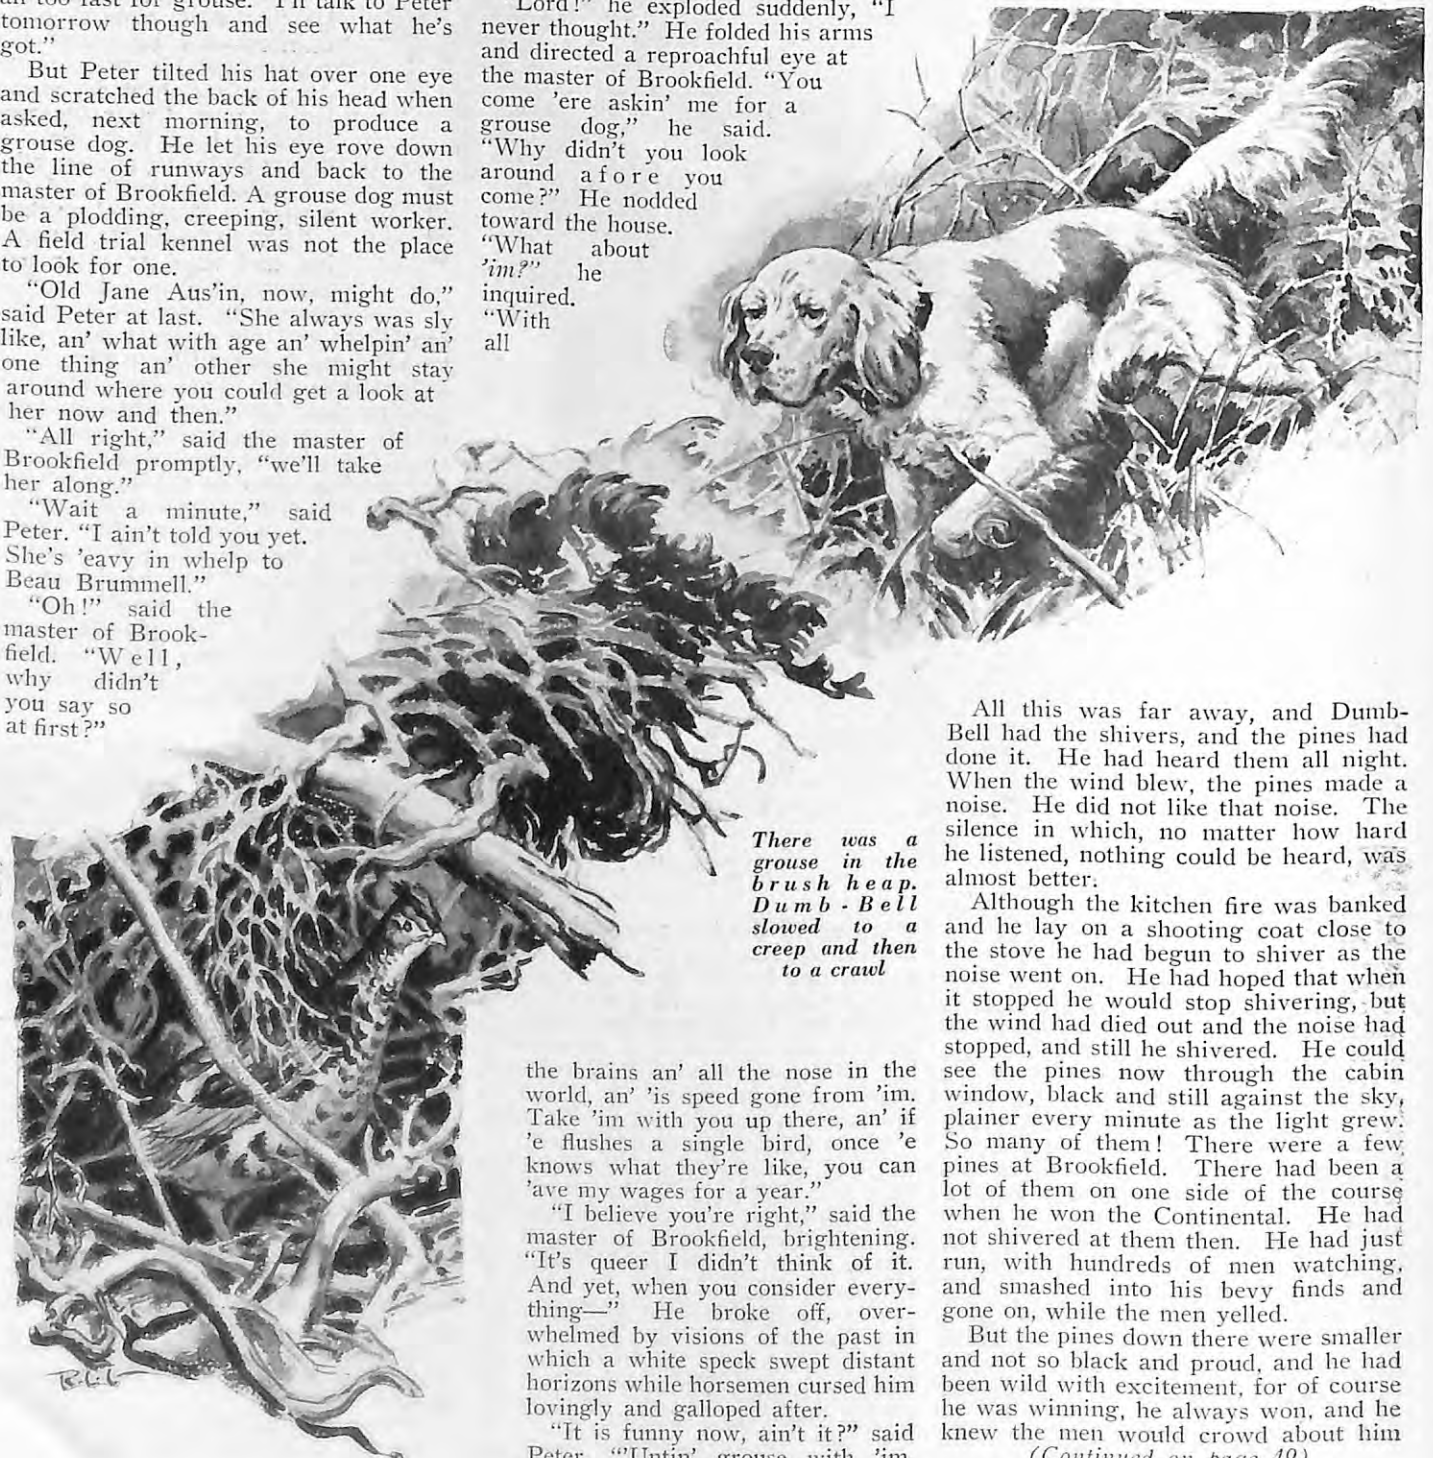 all too fast for grouse. I'll talk to Peter
tomorrow though and see what he's
got."
But Peter tilted his hat over one eye
and scratched the back of his head when
asked, next morning, to produce a
grouse dog. He let his eye rove down
the line of runways and back to the
master of Brookfield. A grouse dog must
be a plodding, creeping, silent worker.
A field trial kennel was not the place
to look for one.
"Old Jane Aus'in, now, might do,"
said Peter at last. "She always was sly
like, an' what with age an' whelpin' an'
one thing an' other she might stay
around where you could get a look at
her now and then."
"All right," said the master of
Brookfield promptly, "we'll take
her along."
"Wait a minute," said
Peter. "I ain't told you yet.
She's 'eavy in whelp to
Beau Brummell."
"Oh!" said the
master of Brook-
field. "Well,
why didn't
you say so
at first?"
Lord!" he exploded suddenly, "I
never thought." He folded his arms
and directed a reproachful eye at
the master of Brookfield. "You
come 'ere askin' me for a
grouse dog," he said.
"Why didn't you look
around afore you
come?" He nodded
toward the house.
"What about
'im?" he
inquired.
"With
all
the brains an' all the nose in the
world, an' 'is speed gone from 'im.
Take 'im with you up there, an' if
'e flushes a single bird, once 'e
knows what they're like, you can
'ave my wages for a year."
"I believe you're right," said the
master of Brookfield, brightening.
"It's queer I didn't think of it.
And yet, when you consider every-
thing—" He broke off, over-
whelmed by visions of the past in
which a white speck swept distant
horizons while horsemen cursed him
lovingly and galloped after.
"It is funny now, ain't it?" said
Peter. "'Untin' grouse with 'im
There was a
grouse in the
brush heap.
Dumb-Bell
slowed to a
creep and then
to a crawl
All this was far away, and Dumb-
Bell had the shivers, and the pines had
done it. He had heard them all night.
When the wind blew, the pines made a
noise. He did not like that noise. The
silence in which, no matter how hard
he listened, nothing could be heard, was
almost better.
Although the kitchen fire was banked
and he lay on a shooting coat close to
the stove he had begun to shiver as the
noise went on. He had hoped that when
it stopped he would stop shivering, but
the wind had died out and the noise had
stopped, and still he shivered. He could
see the pines now through the cabin
window, black and still against the sky,
plainer every minute as the light grew.
So many of them! There were a few
pines at Brookfield. There had been a
lot of them on one side of the course
when he won the Continental. He had
not shivered at them then. He had just
run, with hundreds of men watching,
and smashed into his bevy finds and
gone on, while the men yelled.
But the pines down there were smaller
and not so black and proud, and he had
been wild with excitement, for of course
he was winning, he always won, and he
knew the men would crowd about him
(Continued on page 49)